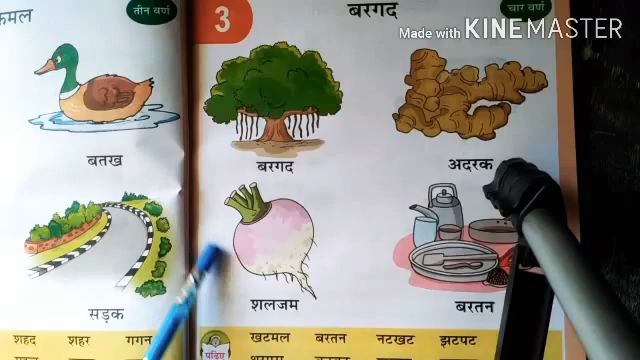 तीन वर्ण
3
बरगद
चार वर्ण
Made with KINEMASTER
बतख
बरगद
अदरक
सड़क
शलजम
बरतन
शहद शहर गगन
पढ़िए
खटमल बरतन नटखट झटपट